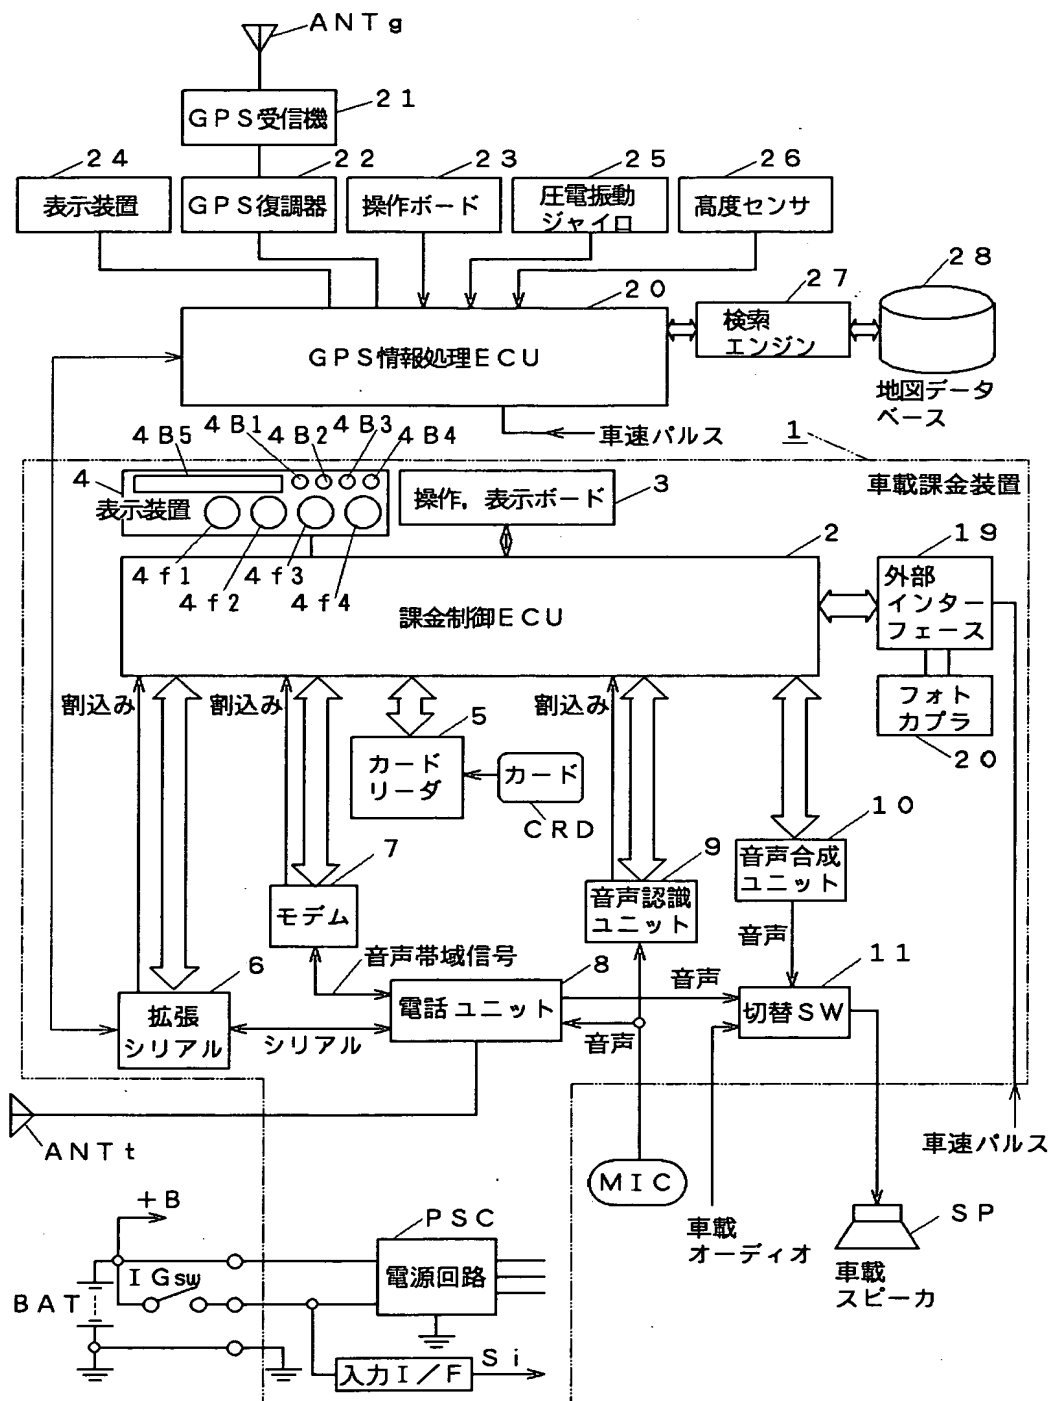 ANTg
21
GPS受信機
24
22
23
25
26
表示装置
GPS復調器
操作ボード
圧電振動
ジャイロ
高度センサ
20
27
28
GPS情報処理ECU
検索
エンジン
地図データ
ベース
車速パルス
1
車載課金装置
4B5
4B1
4B2
4B3
4B4
4
表示装置
操作,表示ボード
3
4f1
4f2
4f3
4f4
2
19
課金制御ECU
外部
インター
フェース
フォト
カプラ
20
割込み
割込み
割込み
5
カード
リーダ
カード
CRD
7
モデム
9
音声認識
ユニット
10
音声合成
ユニット
音声帯域信号
音声
6
拡張
シリアル
シリアル
8
電話ユニット
音声
音声
11
切替SW
ANTt
車速パルス
MIC
車載
オーディオ
SP
車載
スピーカ
+B
PSC
IGsw
電源回路
BAT
入力I/F
Si